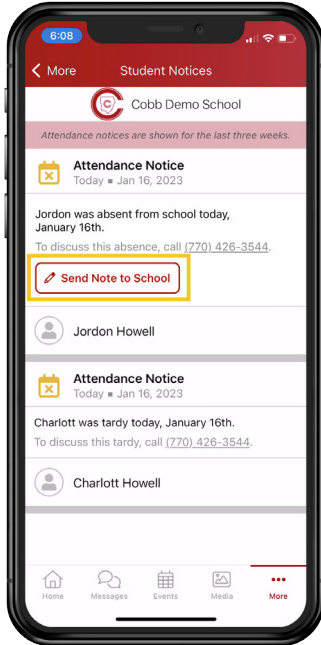 6:08
More
Student Notices
Cobb Demo School
Attendance notices are shown for the last three weeks.
Attendance Notice
Today ▪ Jan 16, 2023
Jordon was absent from school today,
January 16th.
To discuss this absence, call (770) 426-3544.
Send Note to School
Jordon Howell
Attendance Notice
Today ▪ Jan 16, 2023
Charlott was tardy today, January 16th.
To discuss this tardy, call (770) 426-3544.
Charlott Howell
Home Messages Events Media More